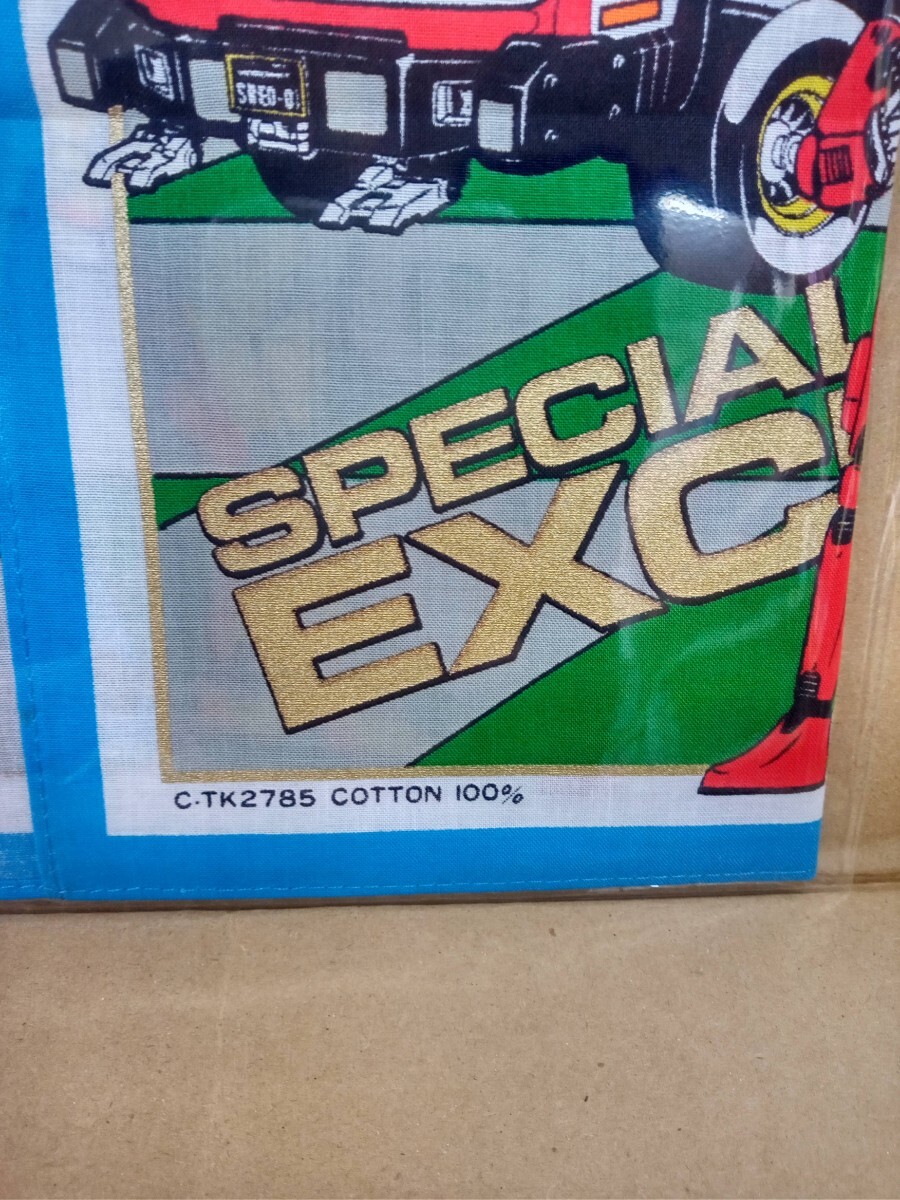 SPECIAL
EXC
C·TK2785 COTTON 100%